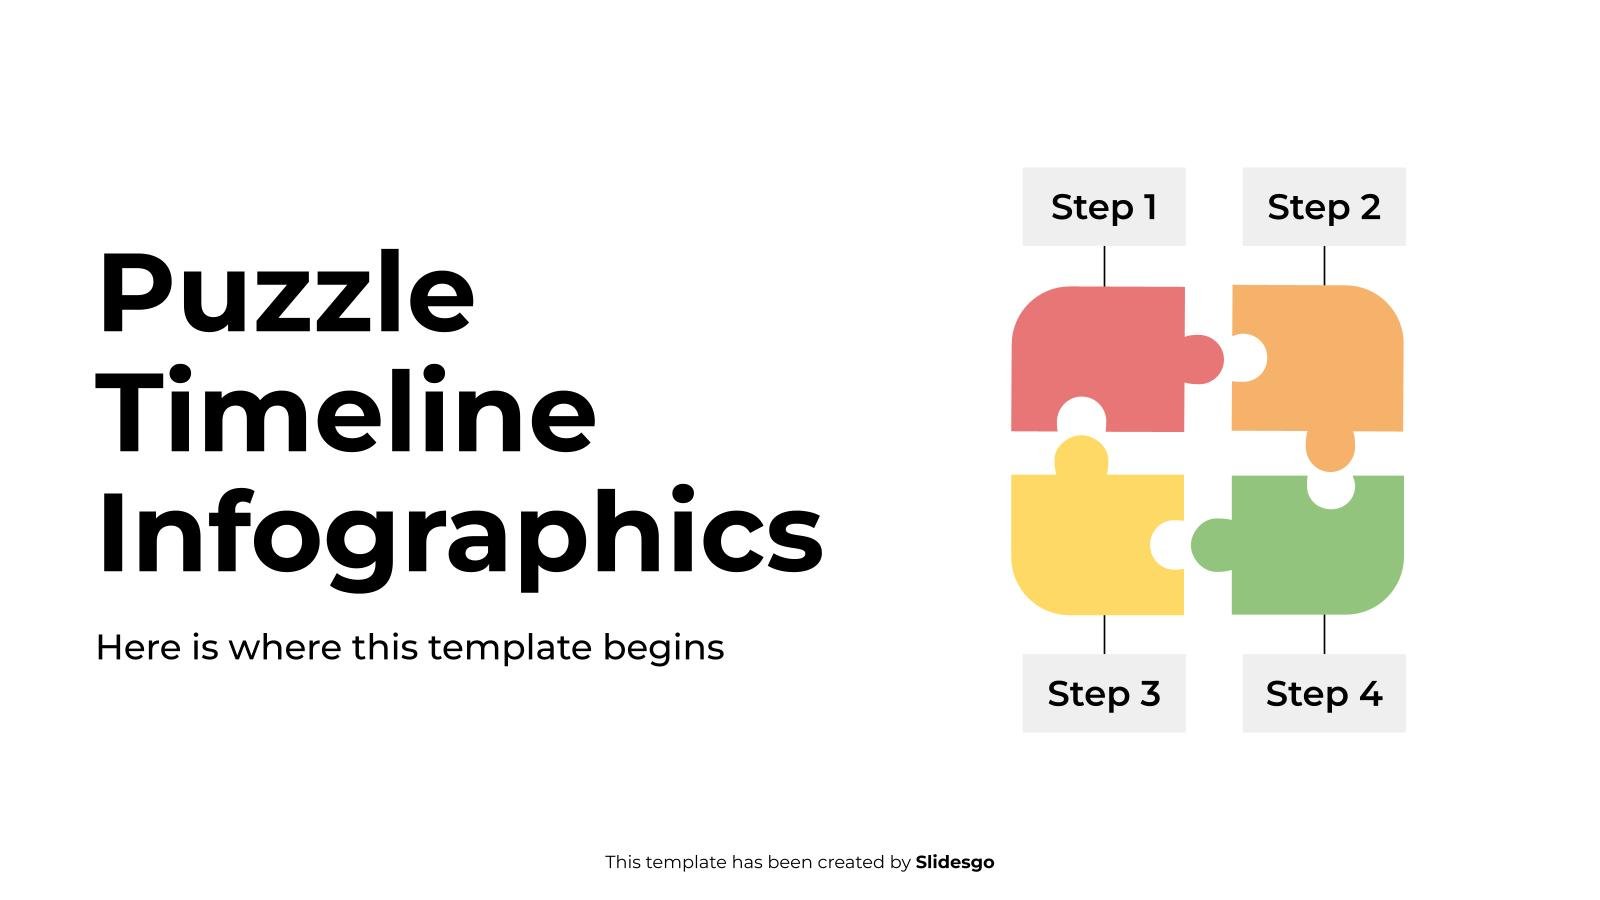 Puzzle
Timeline
Infographics
Here is where this template begins
Step 1
Step 2
Step 3
Step 4
This template has been created by Slidesgo